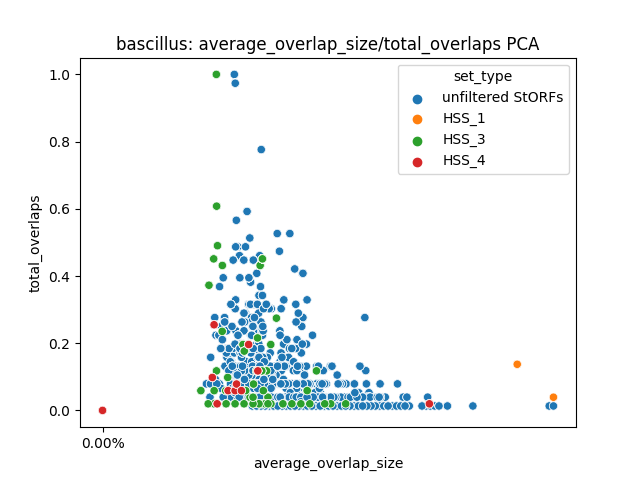 bascillus: average_overlap_size/total_overlaps PCA
set_type
unfiltered StORFs
HSS_1
HSS_3
HSS_4
1.0
0.8
0.6
0.4
0.2
0.0
total_overlaps
0.00%
average_overlap_size